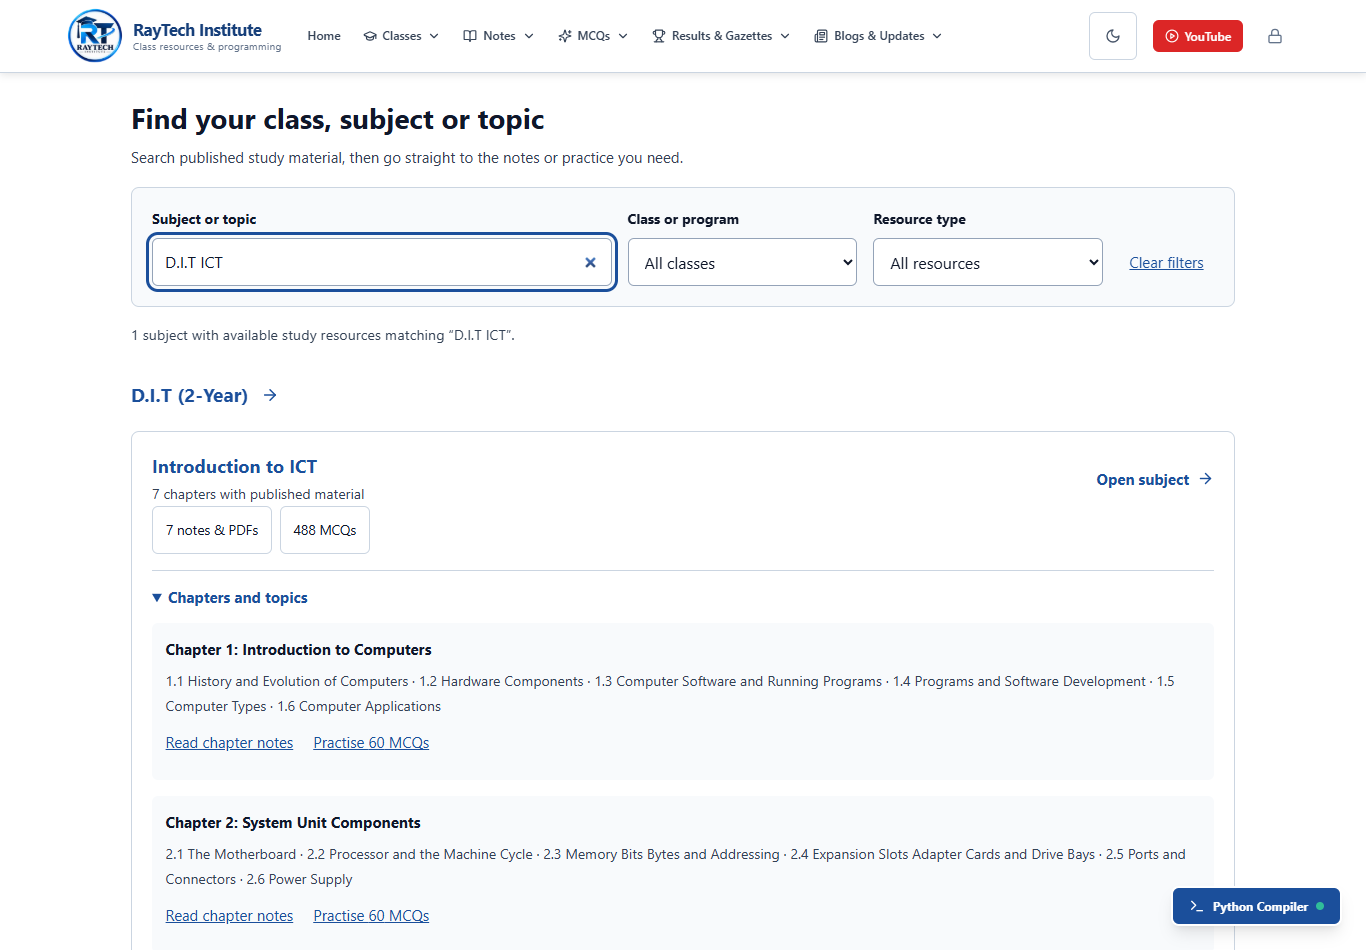 RAYTECH
RayTech Institute
Class resources & programming
Home
Classes
Notes
MCQs
Results & Gazettes
Blogs & Updates
YouTube
Find your class, subject or topic
Search published study material, then go straight to the notes or practice you need.
Subject or topic
Class or program
Resource type
D.I.T ICT
All classes
All resources
Clear filters
1 subject with available study resources matching “D.I.T ICT”.
D.I.T (2-Year)
Introduction to ICT
7 chapters with published material
Open subject
7 notes & PDFs
488 MCQs
Chapters and topics
Chapter 1: Introduction to Computers
1.1 History and Evolution of Computers · 1.2 Hardware Components · 1.3 Computer Software and Running Programs · 1.4 Programs and Software Development · 1.5
Computer Types · 1.6 Computer Applications
Read chapter notes
Practise 60 MCQs
Chapter 2: System Unit Components
2.1 The Motherboard · 2.2 Processor and the Machine Cycle · 2.3 Memory Bits Bytes and Addressing · 2.4 Expansion Slots Adapter Cards and Drive Bays · 2.5 Ports and
Connectors · 2.6 Power Supply
Read chapter notes
Practise 60 MCQs
Python Compiler